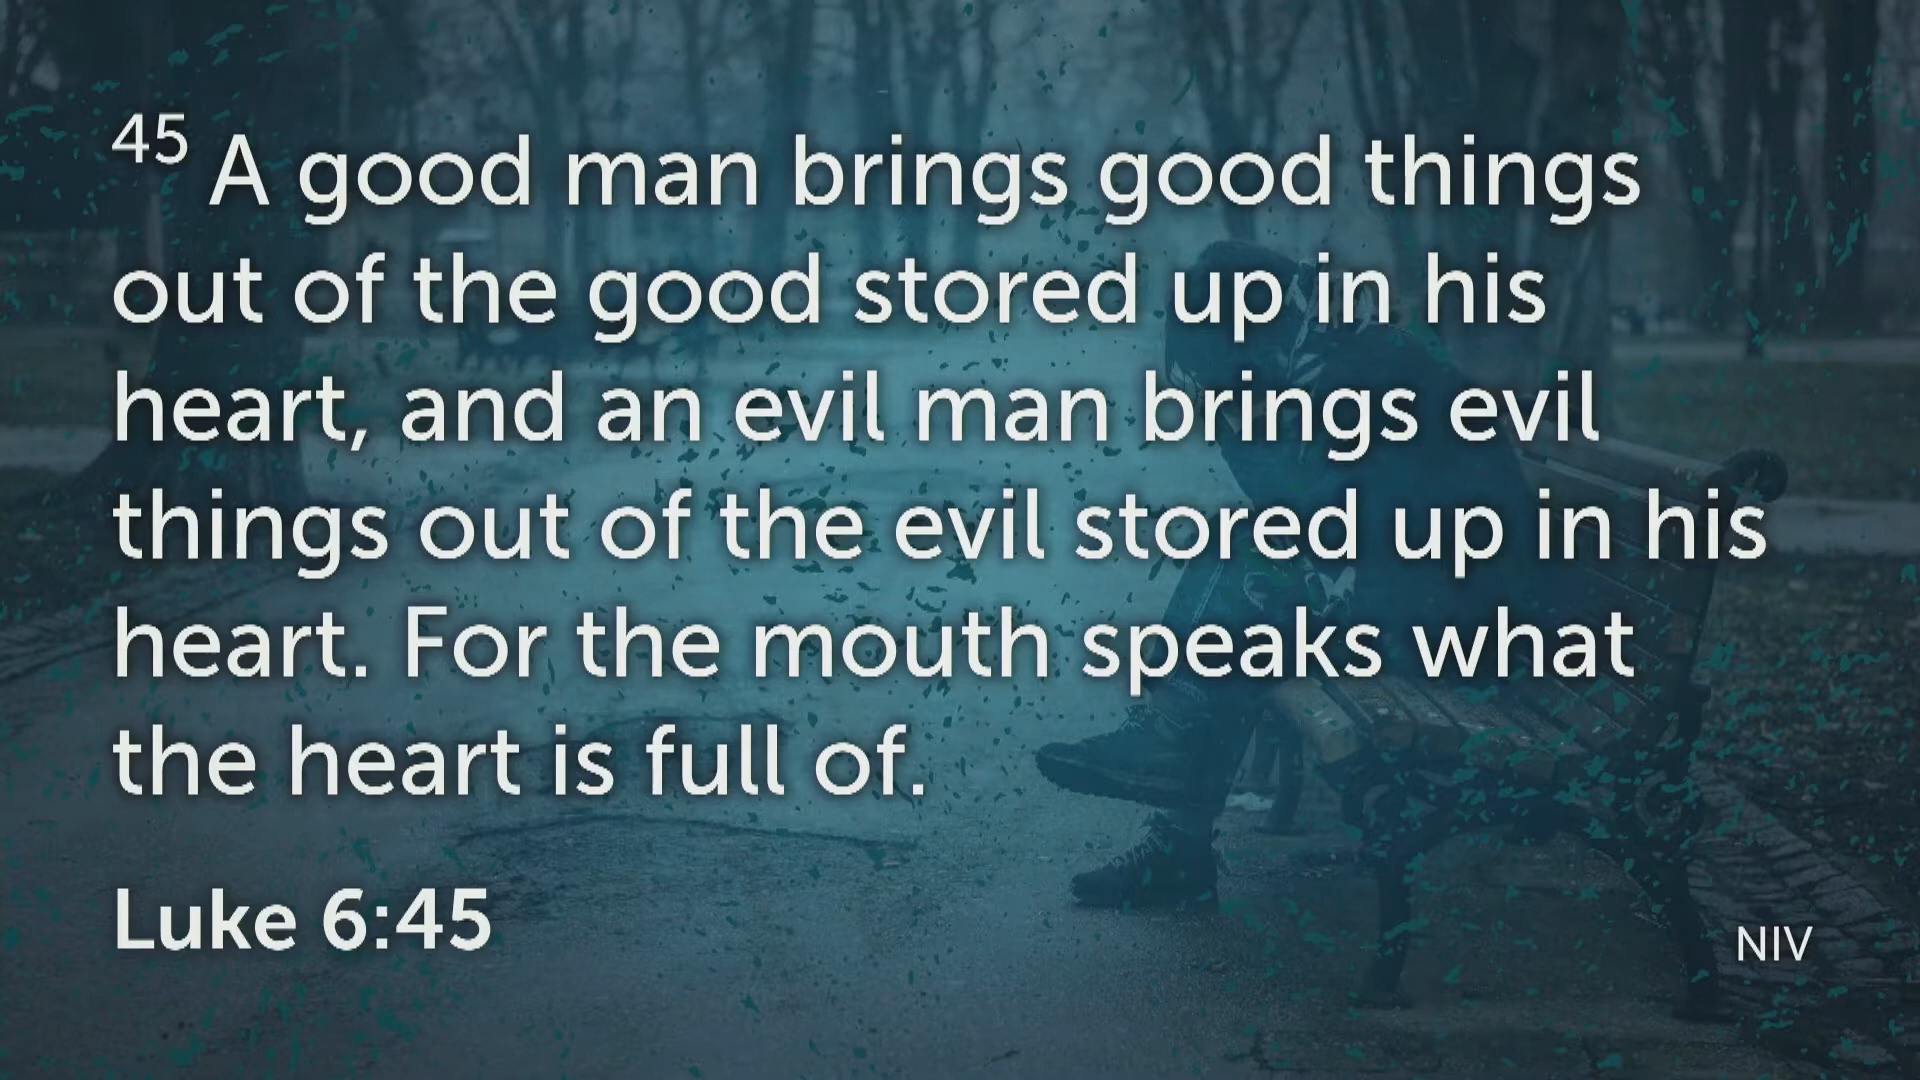 45 A good man brings good things
out of the good stored up in his
heart, and an evil man brings evil
things out of the evil stored up in his
heart. For the mouth speaks what
the heart is full of.
Luke 6:45
NIV